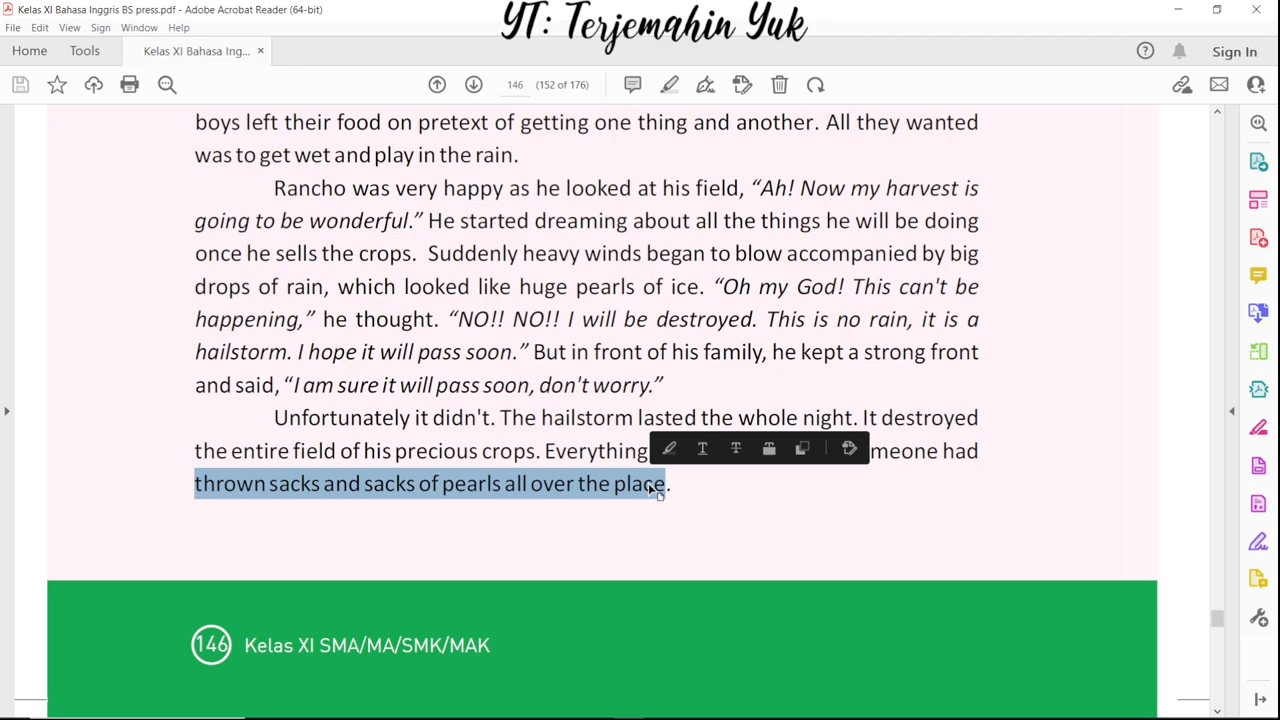 Kelas XI Bahasa Inggris BS press.pdf - Adobe Acrobat Reader (64-bit)
YT: Terjemahin Yuk
File Edit View Sign Window Help
Home Tools Kelas XI Bahasa Ing... × Sign In
146 (152 of 176)
boys left their food on pretext of getting one thing and another. All they wanted
was to get wet and play in the rain.
Rancho was very happy as he looked at his field, “Ah! Now my harvest is
going to be wonderful.” He started dreaming about all the things he will be doing
once he sells the crops. Suddenly heavy winds began to blow accompanied by big
drops of rain, which looked like huge pearls of ice. “Oh my God! This can't be
happening,” he thought. “NO!! NO!! I will be destroyed. This is no rain, it is a
hailstorm. I hope it will pass soon.” But in front of his family, he kept a strong front
and said, “I am sure it will pass soon, don't worry.”
Unfortunately it didn't. The hailstorm lasted the whole night. It destroyed
the entire field of his precious crops. Everything meone had
thrown sacks and sacks of pearls all over the place.
146 Kelas XI SMA/MA/SMK/MAK